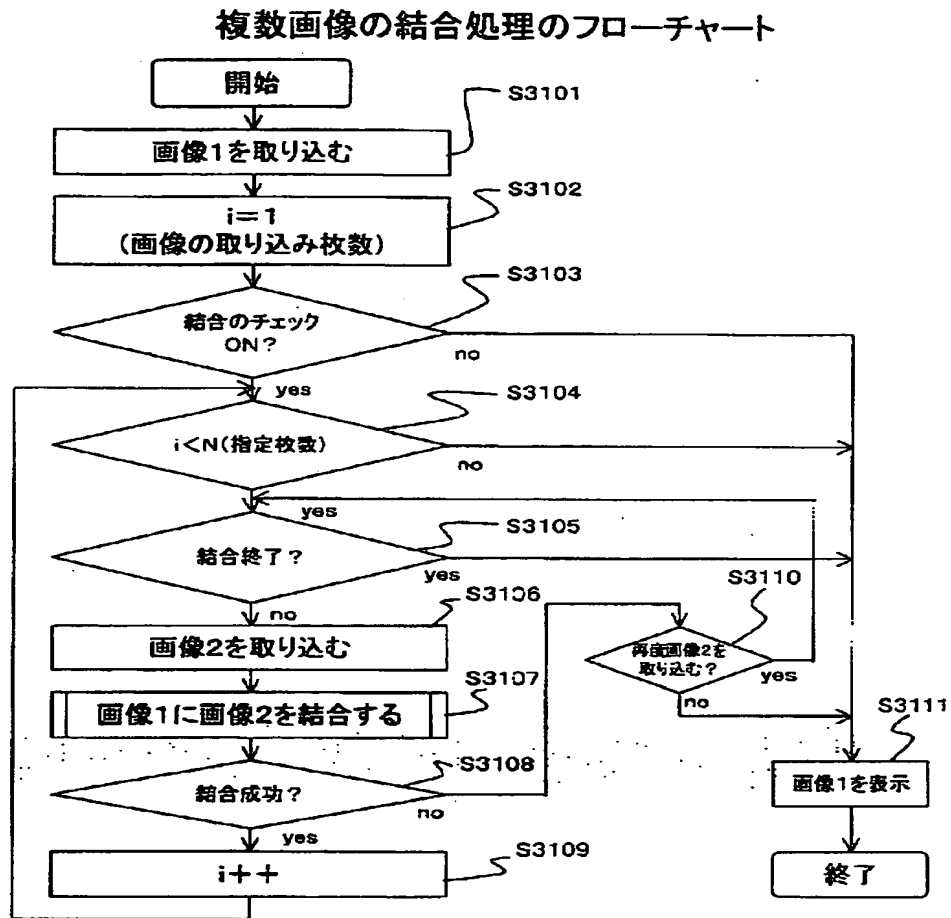 複数画像の結合処理のフローチャート
開始
S3101
画像1を取り込む
S3102
i=1
(画像の取り込み枚数)
S3103
結合のチェック
ON?
no
yes
S3104
i<N(指定枚数)
no
yes
S3105
結合終了?
yes
no
S3106
画像2を取り込む
S3110
再度画像2を
取り込む?
yes
no
S3107
画像1に画像2を結合する
S3108
結合成功?
no
yes
S3111
画像1を表示
S3109
i++
終了